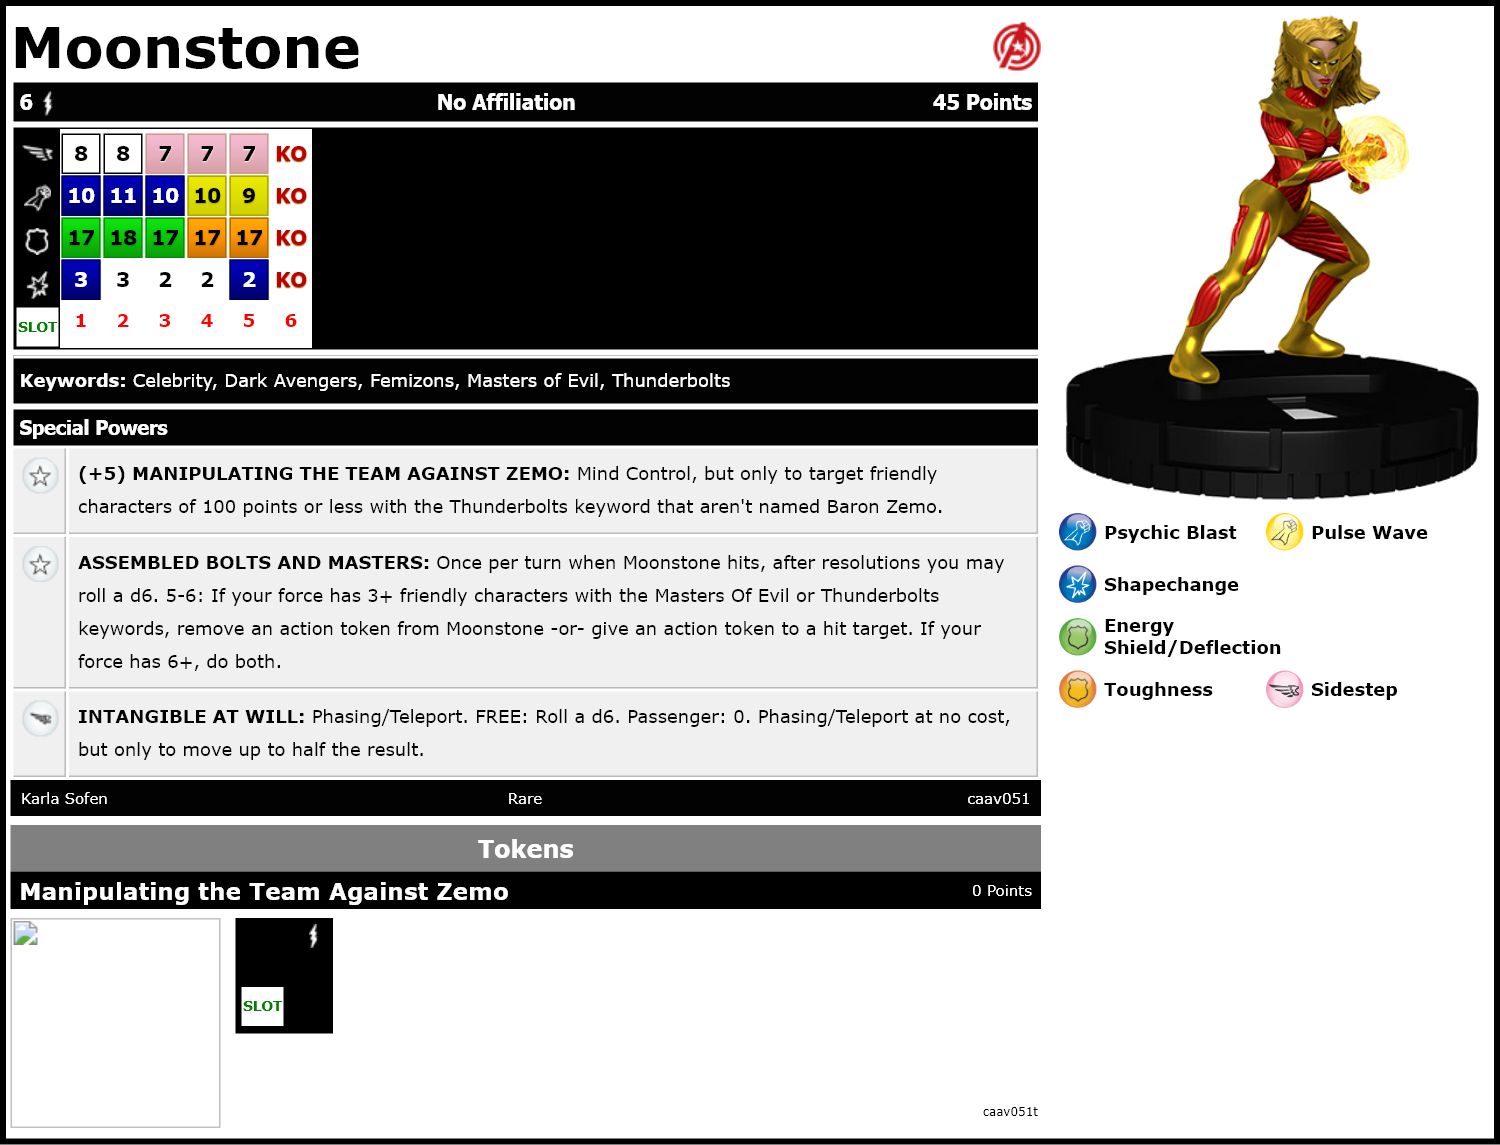 Moonstone
6 No Affiliation 45 Points
8 8 7 7 7 KO
10 11 10 10 9 KO
17 18 17 17 17 KO
3 3 2 2 2 KO
SLOT 1 2 3 4 5 6
Keywords: Celebrity, Dark Avengers, Femizons, Masters of Evil, Thunderbolts
Special Powers
(+5) MANIPULATING THE TEAM AGAINST ZEMO: Mind Control, but only to target friendly
characters of 100 points or less with the Thunderbolts keyword that aren't named Baron Zemo.
ASSEMBLED BOLTS AND MASTERS: Once per turn when Moonstone hits, after resolutions you may
roll a d6. 5-6: If your force has 3+ friendly characters with the Masters Of Evil or Thunderbolts
keywords, remove an action token from Moonstone -or- give an action token to a hit target. If your
force has 6+, do both.
INTANGIBLE AT WILL: Phasing/Teleport. FREE: Roll a d6. Passenger: 0. Phasing/Teleport at no cost,
but only to move up to half the result.
Karla Sofen Rare caav051
Psychic Blast Pulse Wave
Shapechange
Energy
Shield/Deflection
Toughness Sidestep
Tokens
Manipulating the Team Against Zemo 0 Points
SLOT
caav051t